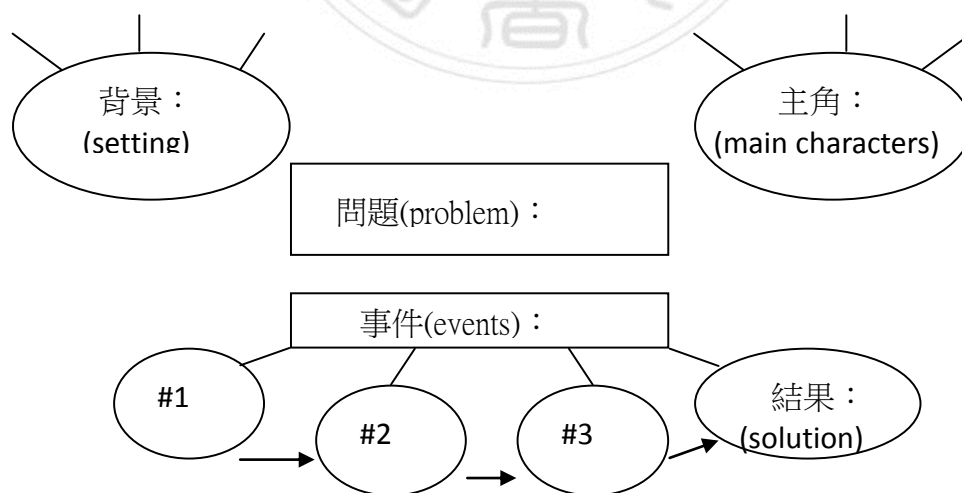 背景：
(setting)
主角：
(main characters)
問題(problem)：
事件(events)：
#1
#2
#3
結果：
(solution)